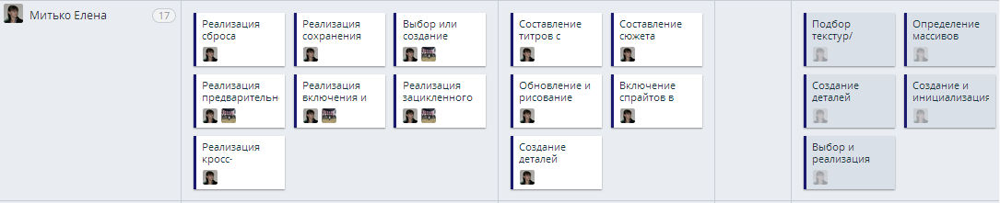 Митько Елена
17
Реализация
сброса
Реализация
сохранения
Выбор или
создание
Составление
титров с
Составление
сюжета
Подбор
текстур/
Определение
массивов
Реализация
предварительн
Реализация
включения и
Реализация
зацикленного
Обновление и
рисование
Включение
спрайтов в
Создание
деталей
Создание и
инициализация
Реализация
кросс-
Создание
деталей
Выбор и
реализация